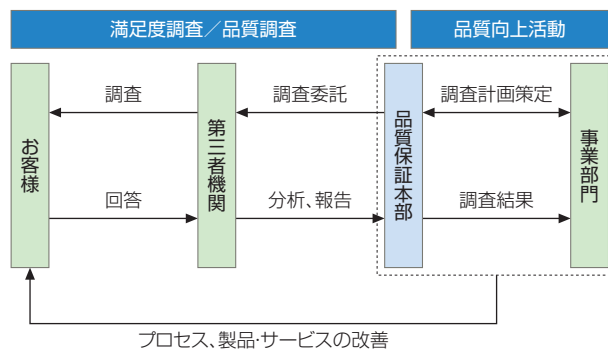 満足度調査／品質調査
品質向上活動
お客様
調査
第三者機関
調査委託
品質保証本部
調査計画策定
事業部門
回答
分析、報告
調査結果
プロセス、製品・サービスの改善